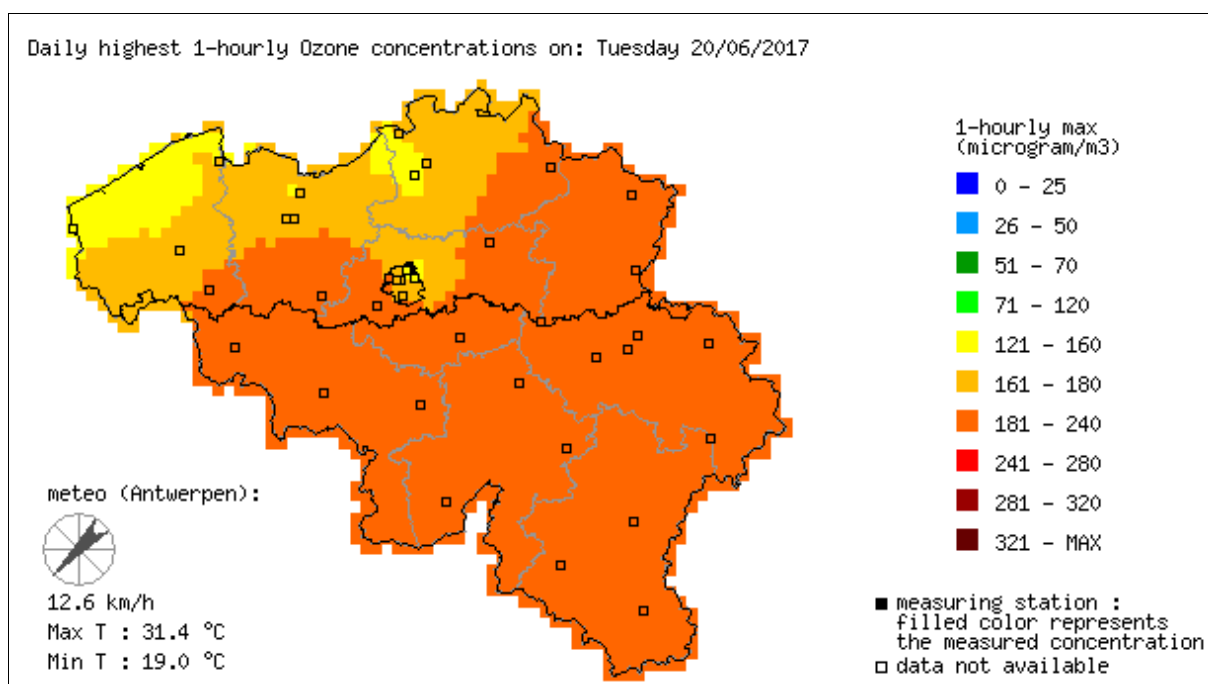 Daily highest 1-hourly Ozone concentrations on: Tuesday 20/06/2017
1-hourly max
(microgram/m3)
0 - 25
26 - 50
51 - 70
71 - 120
121 - 160
161 - 180
181 - 240
241 - 280
281 - 320
321 - MAX
meteo (Antwerpen):
12.6 km/h
Max T : 31.4 °C
Min T : 19.0 °C
measuring station :
filled color represents
the measured concentration
data not available